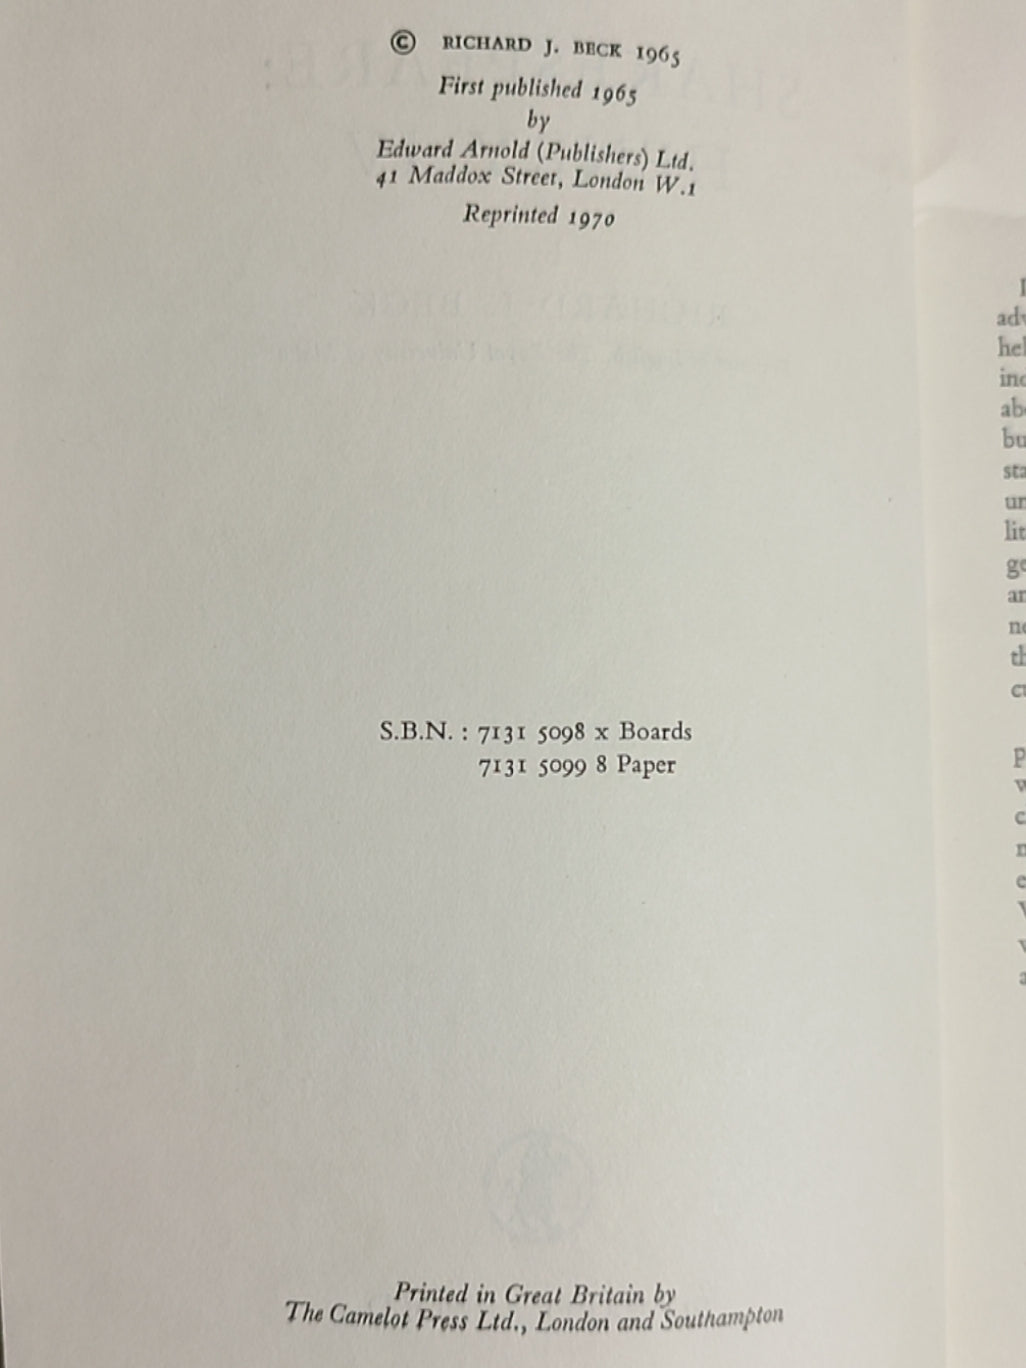 © RICHARD J. BECK 1965
First published 1965
by
Edward Arnold (Publishers) Ltd.
41 Maddox Street, London W.1
Reprinted 1970
S.B.N. : 7131 5098 x Boards
7131 5099 8 Paper
Printed in Great Britain by
The Camelot Press Ltd., London and Southampton